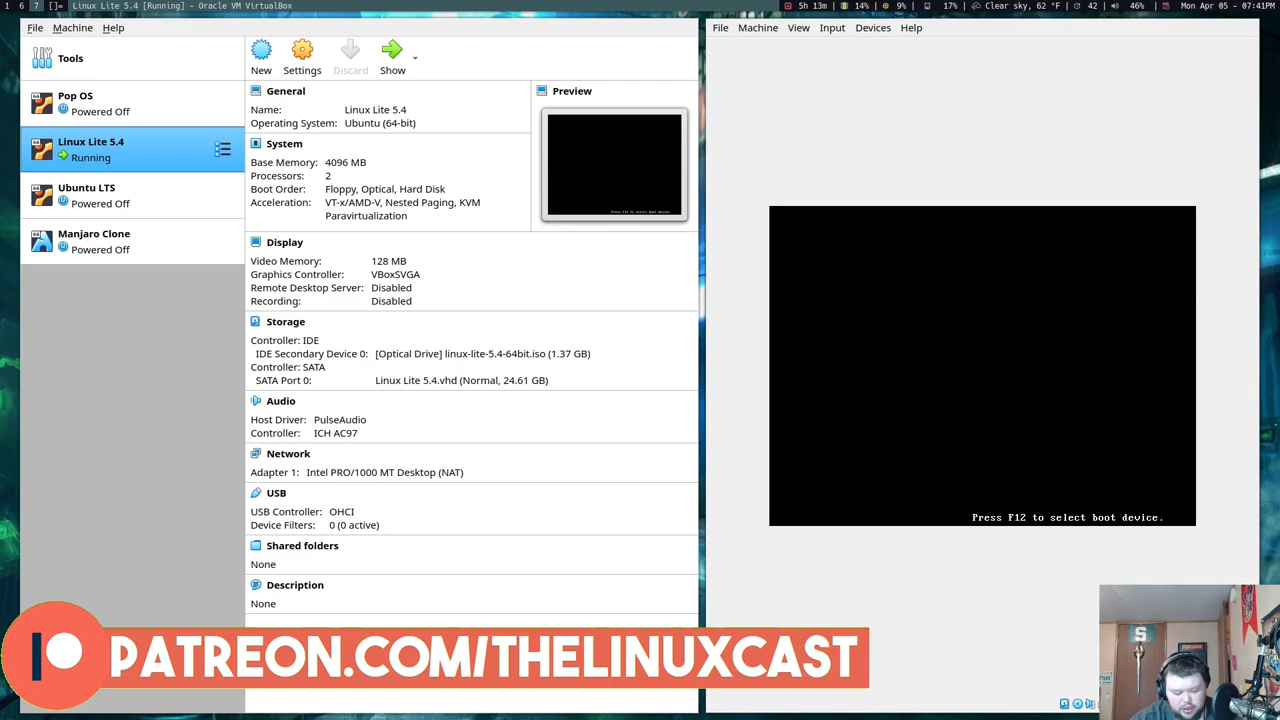 1 6 7 []= Linux Lite 5.4 [Running] - Oracle VM VirtualBox
5h 13m 14% 9% 17% Clear sky, 62 °F 42 46% Mon Apr 05 - 07:41PM
File Machine Help
Tools
New Settings Discard Show
Pop OS
Powered Off
Linux Lite 5.4
Running
Ubuntu LTS
Powered Off
Manjaro Clone
Powered Off
General
Name: Linux Lite 5.4
Operating System: Ubuntu (64-bit)
System
Base Memory: 4096 MB
Processors: 2
Boot Order: Floppy, Optical, Hard Disk
Acceleration: VT-x/AMD-V, Nested Paging, KVM
Paravirtualization
Preview
Press F12 to select boot device.
Display
Video Memory: 128 MB
Graphics Controller: VBoxSVGA
Remote Desktop Server: Disabled
Recording: Disabled
Storage
Controller: IDE
IDE Secondary Device 0: [Optical Drive] linux-lite-5.4-64bit.iso (1.37 GB)
Controller: SATA
SATA Port 0: Linux Lite 5.4.vhd (Normal, 24.61 GB)
Audio
Host Driver: PulseAudio
Controller: ICH AC97
Network
Adapter 1: Intel PRO/1000 MT Desktop (NAT)
USB
USB Controller: OHCI
Device Filters: 0 (0 active)
Shared folders
None
Description
None
File Machine View Input Devices Help
Press F12 to select boot device.
PATREON.COM/THELINUXCAST
S